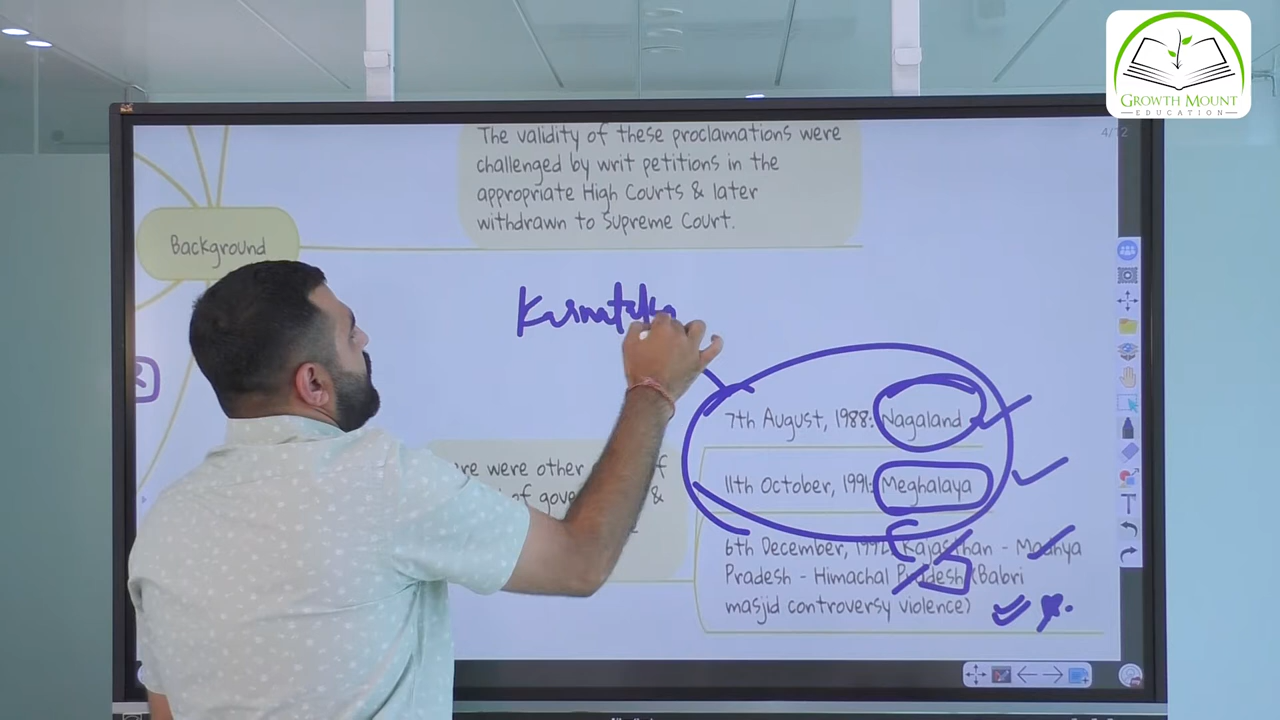 GROWTH MOUNT
EDUCATION
The validity of these proclamations were
challenged by writ petitions in the
appropriate High Courts & later
withdrawn to Supreme Court.
Background
Karnataka
7th August, 1988: Nagaland
11th October, 1991: Meghalaya
6th December, 1992: Rajasthan - Madhya
Pradesh - Himachal Pradesh (Babri
masjid controversy violence)
were other
of
of
&